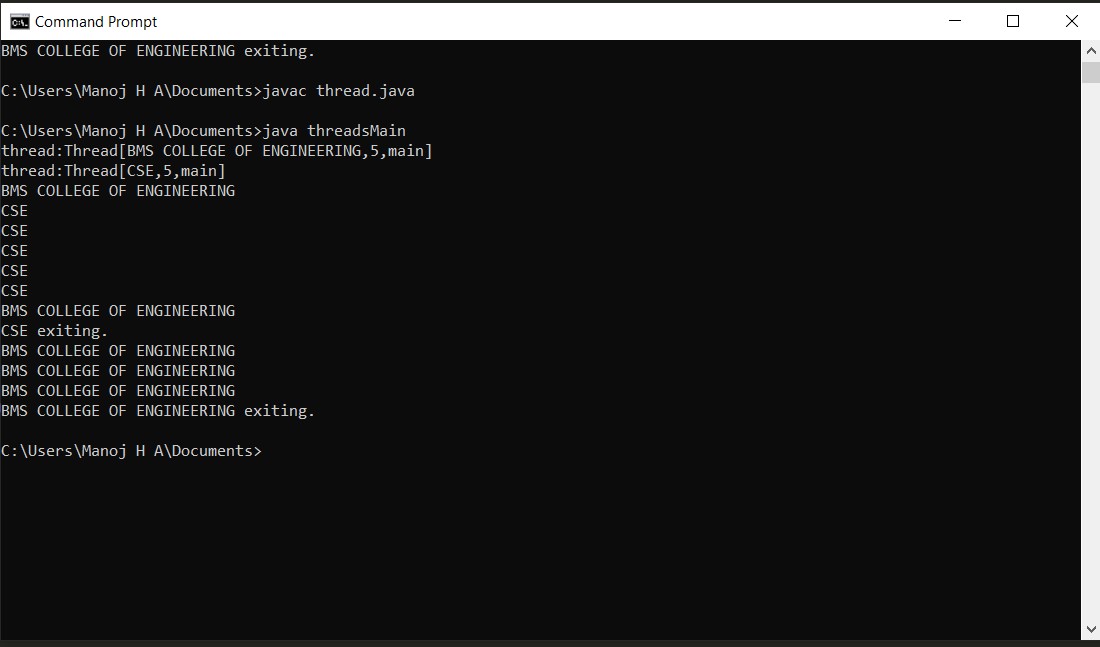 Command Prompt
BMS COLLEGE OF ENGINEERING exiting.
C:\Users\Manoj H A\Documents>javac thread.java
C:\Users\Manoj H A\Documents>java threadsMain
thread:Thread[BMS COLLEGE OF ENGINEERING,5,main]
thread:Thread[CSE,5,main]
BMS COLLEGE OF ENGINEERING
CSE
CSE
CSE
CSE
CSE
BMS COLLEGE OF ENGINEERING
CSE exiting.
BMS COLLEGE OF ENGINEERING
BMS COLLEGE OF ENGINEERING
BMS COLLEGE OF ENGINEERING
BMS COLLEGE OF ENGINEERING exiting.
C:\Users\Manoj H A\Documents>